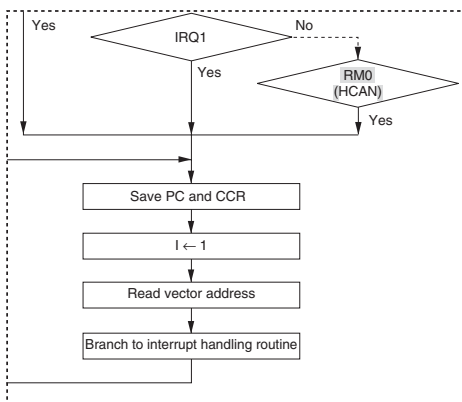 Yes
IRQ1
No
Yes
RM0
(HCAN)
Yes
Save PC and CCR
I ← 1
Read vector address
Branch to interrupt handling routine